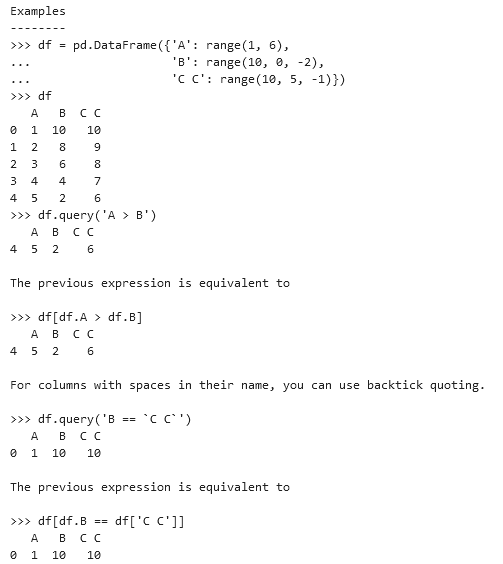 Examples
--------
>>> df = pd.DataFrame({'A': range(1, 6),
...                    'B': range(10, 0, -2),
...                    'C C': range(10, 5, -1)})
>>> df
   A   B  C C
0  1  10   10
1  2   8    9
2  3   6    8
3  4   4    7
4  5   2    6
>>> df.query('A > B')
   A  B  C C
4  5  2    6

The previous expression is equivalent to

>>> df[df.A > df.B]
   A  B  C C
4  5  2    6

For columns with spaces in their name, you can use backtick quoting.

>>> df.query('B == `C C`')
   A   B  C C
0  1  10   10

The previous expression is equivalent to

>>> df[df.B == df['C C']]
   A   B  C C
0  1  10   10